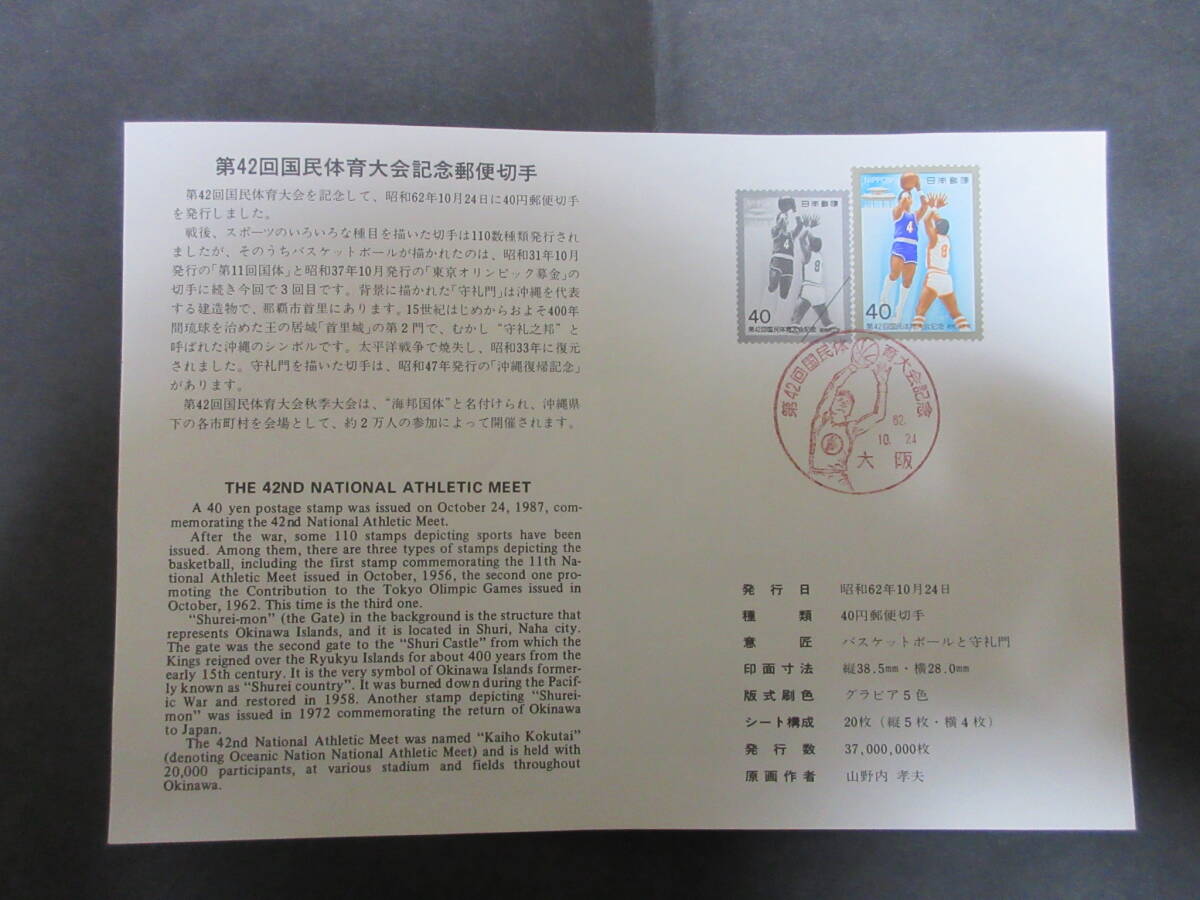 第42回国民体育大会記念郵便切手
第42回国民体育大会を記念して、昭和62年10月24日に40円郵便切手
を発行しました。
戦後、スポーツのいろいろな種目を描いた切手は110数種類発行され
ましたが、そのうちバスケットボールが描かれたのは、昭和31年10月
発行の「第11回国体」と昭和37年10月発行の「東京オリンピック募金」の
切手に続き今回で3回目です。背景に描かれた「守礼門」は沖縄を代表
する建造物で、那覇市首里にあります。15世紀はじめからおよそ400年
間琉球を治めた王の居城「首里城」の第2門で、むかし“守礼之邦”と
呼ばれた沖縄のシンボルです。太平洋戦争で焼失し、昭和33年に復元
されました。守礼門を描いた切手は、昭和47年発行の「沖縄復帰記念」
があります。
第42回国民体育大会秋季大会は、“海邦国体”と名付けられ、沖縄県
下の各市町村を会場として、約2万人の参加によって開催されます。
THE 42ND NATIONAL ATHLETIC MEET
A 40 yen postage stamp was issued on October 24, 1987, com-
memorating the 42nd National Athletic Meet.
After the war, some 110 stamps depicting sports have been
issued. Among them, there are three types of stamps depicting the
basketball, including the first stamp commemorating the 11th Na-
tional Athletic Meet issued in October, 1956, the second one pro-
moting the Contribution to the Tokyo Olimpic Games issued in
October, 1962. This time is the third one.
“Shurei-mon” (the Gate) in the background is the structure that
represents Okinawa Islands, and it is located in Shuri, Naha city.
The gate was the second gate to the “Shuri Castle” from which the
Kings reigned over the Ryukyu Islands for about 400 years from the
early 15th century. It is the very symbol of Okinawa Islands former-
ly known as “Shurei country”. It was burned down during the Pacif-
ic War and restored in 1958. Another stamp depicting “Shurei-
mon” was issued in 1972 commemorating the return of Okinawa
to Japan.
The 42nd National Athletic Meet was named “Kaiho Kokutai”
(denoting Oceanic Nation National Athletic Meet) and is held with
20,000 participants, at various stadium and fields throughout
Okinawa.
日本郵便
4
8
40
第42回国民体育大会記念
NIPPON
日本郵便
4
40
第42回国民体育大会記念
第42回国民体育大会記念
62.
10. 24
大阪
発行日 昭和62年10月24日
種類 40円郵便切手
意匠 バスケットボールと守礼門
印面寸法 縦38.5mm・横28.0mm
版式刷色 グラビア5色
シート構成 20枚（縦5枚・横4枚）
発行数 37,000,000枚
原画作者 山野内 孝夫